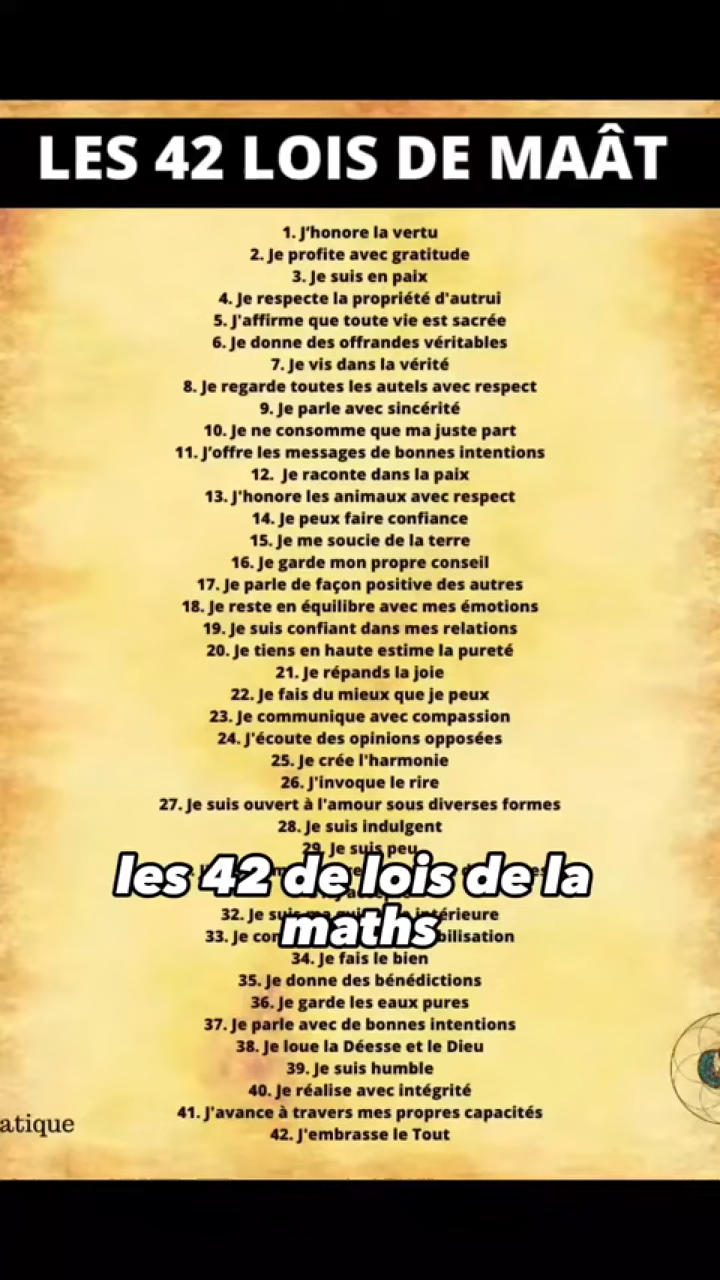 LES 42 LOIS DE MAÂT
1. J'honore la vertu
2. Je profite avec gratitude
3. Je suis en paix
4. Je respecte la propriété d'autrui
5. J'affirme que toute vie est sacrée
6. Je donne des offrandes véritables
7. Je vis dans la vérité
8. Je regarde toutes les autels avec respect
9. Je parle avec sincérité
10. Je ne consomme que ma juste part
11. J'offre les messages de bonnes intentions
12. Je raconte dans la paix
13. J'honore les animaux avec respect
14. Je peux faire confiance
15. Je me soucie de la terre
16. Je garde mon propre conseil
17. Je parle de façon positive des autres
18. Je reste en équilibre avec mes émotions
19. Je suis confiant dans mes relations
20. Je tiens en haute estime la pureté
21. Je répands la joie
22. Je fais du mieux que je peux
23. Je communique avec compassion
24. J'écoute des opinions opposées
25. Je crée l'harmonie
26. J'invoque le rire
27. Je suis ouvert à l'amour sous diverses formes
28. Je suis indulgent
29. Je suis peu
les 42 de lois de la
maths
32. Je suis
33. Je
34. Je fais le bien
35. Je donne des bénédictions
36. Je garde les eaux pures
37. Je parle avec de bonnes intentions
38. Je loue la Déesse et le Dieu
39. Je suis humble
40. Je réalise avec intégrité
41. J'avance à travers mes propres capacités
42. J'embrasse le Tout
atique